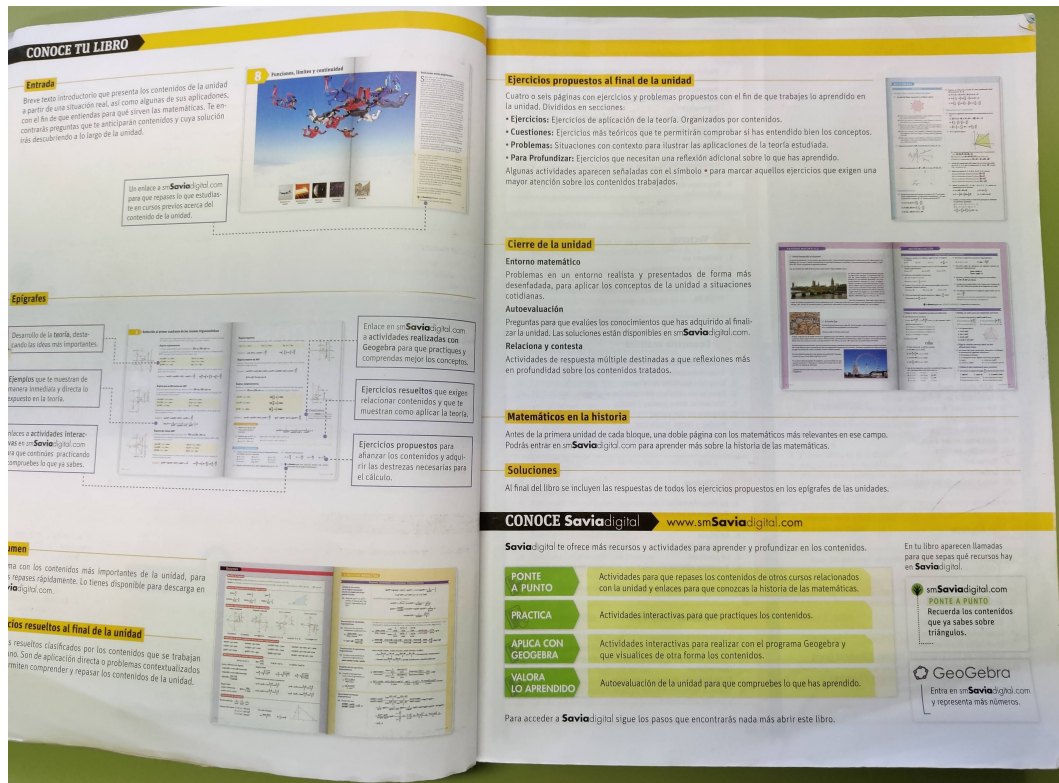 CONOCE TU LIBRO
Entrada
Breve texto introductorio que presenta los contenidos de la unidad
a partir de una situación real, así como algunas de sus aplicaciones,
con el fin de que entiendas para qué sirven las matemáticas. Te en-
contrarás preguntas que te anticiparán contenidos y cuya solución
irás descubriendo a lo largo de la unidad.
8 Funciones, límites y continuidad
Un enlace a smSaviadigital.com
para que repases lo que estudias-
te en cursos previos acerca del
contenido de la unidad.
Epígrafes
Desarrollo de la teoría, desta-
cando las ideas más importantes.
Ejemplos que te muestran de
manera inmediata y directa lo
expuesto en la teoría.
nlaces a actividades interac-
vas es smSaviadigital.com
ra que continúes practicando
compruebes lo que ya sabes.
Enlace en smSaviadigital.com
a actividades realizadas con
Geogebra para que practiques y
comprendas mejor los conceptos.
Ejercicios resueltos que exigen
relacionar contenidos y que te
muestran como aplicar la teoría.
Ejercicios propuestos para
afianzar los contenidos y adqui-
rir las destrezas necesarias para
el cálculo.
umen
ma con los contenidos más importantes de la unidad, para
s repases rápidamente. Lo tienes disponible para descarga en
viadigital.com.
cios resueltos al final de la unidad
s resueltos clasificados por los contenidos que se trabajan
ano. Son de aplicación directa o problemas contextualizados
rmiten comprender y repasar los contenidos de la unidad.
Ejercicios propuestos al final de la unidad
Cuatro o seis páginas con ejercicios y problemas propuestos con el fin de que trabajes lo aprendido en
la unidad. Divididos en secciones:
• Ejercicios: Ejercicios de aplicación de la teoría. Organizados por contenidos.
• Cuestiones: Ejercicios más teóricos que te permitirán comprobar si has entendido bien los conceptos.
• Problemas: Situaciones con contexto para ilustrar las aplicaciones de la teoría estudiada.
• Para Profundizar: Ejercicios que necesitan una reflexión adicional sobre lo que has aprendido.
Algunas actividades aparecen señaladas con el símbolo • para marcar aquellos ejercicios que exigen una
mayor atención sobre los contenidos trabajados.
Cierre de la unidad
Entorno matemático
Problemas en un entorno realista y presentados de forma más
desenfadada, para aplicar los conceptos de la unidad a situaciones
cotidianas.
Autoevaluación
Preguntas para que evalúes los conocimientos que has adquirido al finali-
zar la unidad. Las soluciones están disponibles en smSaviadigital.com.
Relaciona y contesta
Actividades de respuesta múltiple destinadas a que reflexiones más
en profundidad sobre los contenidos tratados.
Matemáticos en la historia
Antes de la primera unidad de cada bloque, una doble página con los matemáticos más relevantes en ese campo.
Podrás entrar en smSaviadigital.com para aprender más sobre la historia de las matemáticas.
Soluciones
Al final del libro se incluyen las respuestas de todos los ejercicios propuestos en los epígrafes de las unidades.
CONOCE Saviadigital www.smSaviadigital.com
Saviadigital te ofrece más recursos y actividades para aprender y profundizar en los contenidos.
PONTE
A PUNTO
Actividades para que repases los contenidos de otros cursos relacionados
con la unidad y enlaces para que conozcas la historia de las matemáticas.
PRACTICA
Actividades interactivas para que practiques los contenidos.
APLICA CON
GEOGEBRA
Actividades interactivas para realizar con el programa Geogebra y
que visualices de otra forma los contenidos.
VALORA
LO APRENDIDO
Autoevaluación de la unidad para que compruebes lo que has aprendido.
Para acceder a Saviadigital sigue los pasos que encontrarás nada más abrir este libro.
En tu libro aparecen llamadas
para que sepas qué recursos hay
en Saviadigital.
smSaviadigital.com
PONTE A PUNTO
Recuerda los contenidos
que ya sabes sobre
triángulos.
GeoGebra
Entra en smSaviadigital.com
y representa más números.